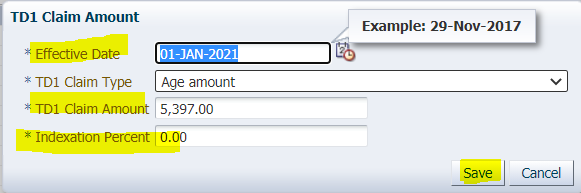 TD1 Claim Amount
Example: 29-Nov-2017
* Effective Date 01-JAN-2021
* TD1 Claim Type Age amount
* TD1 Claim Amount 5,397.00
* Indexation Percent 0.00
Save Cancel